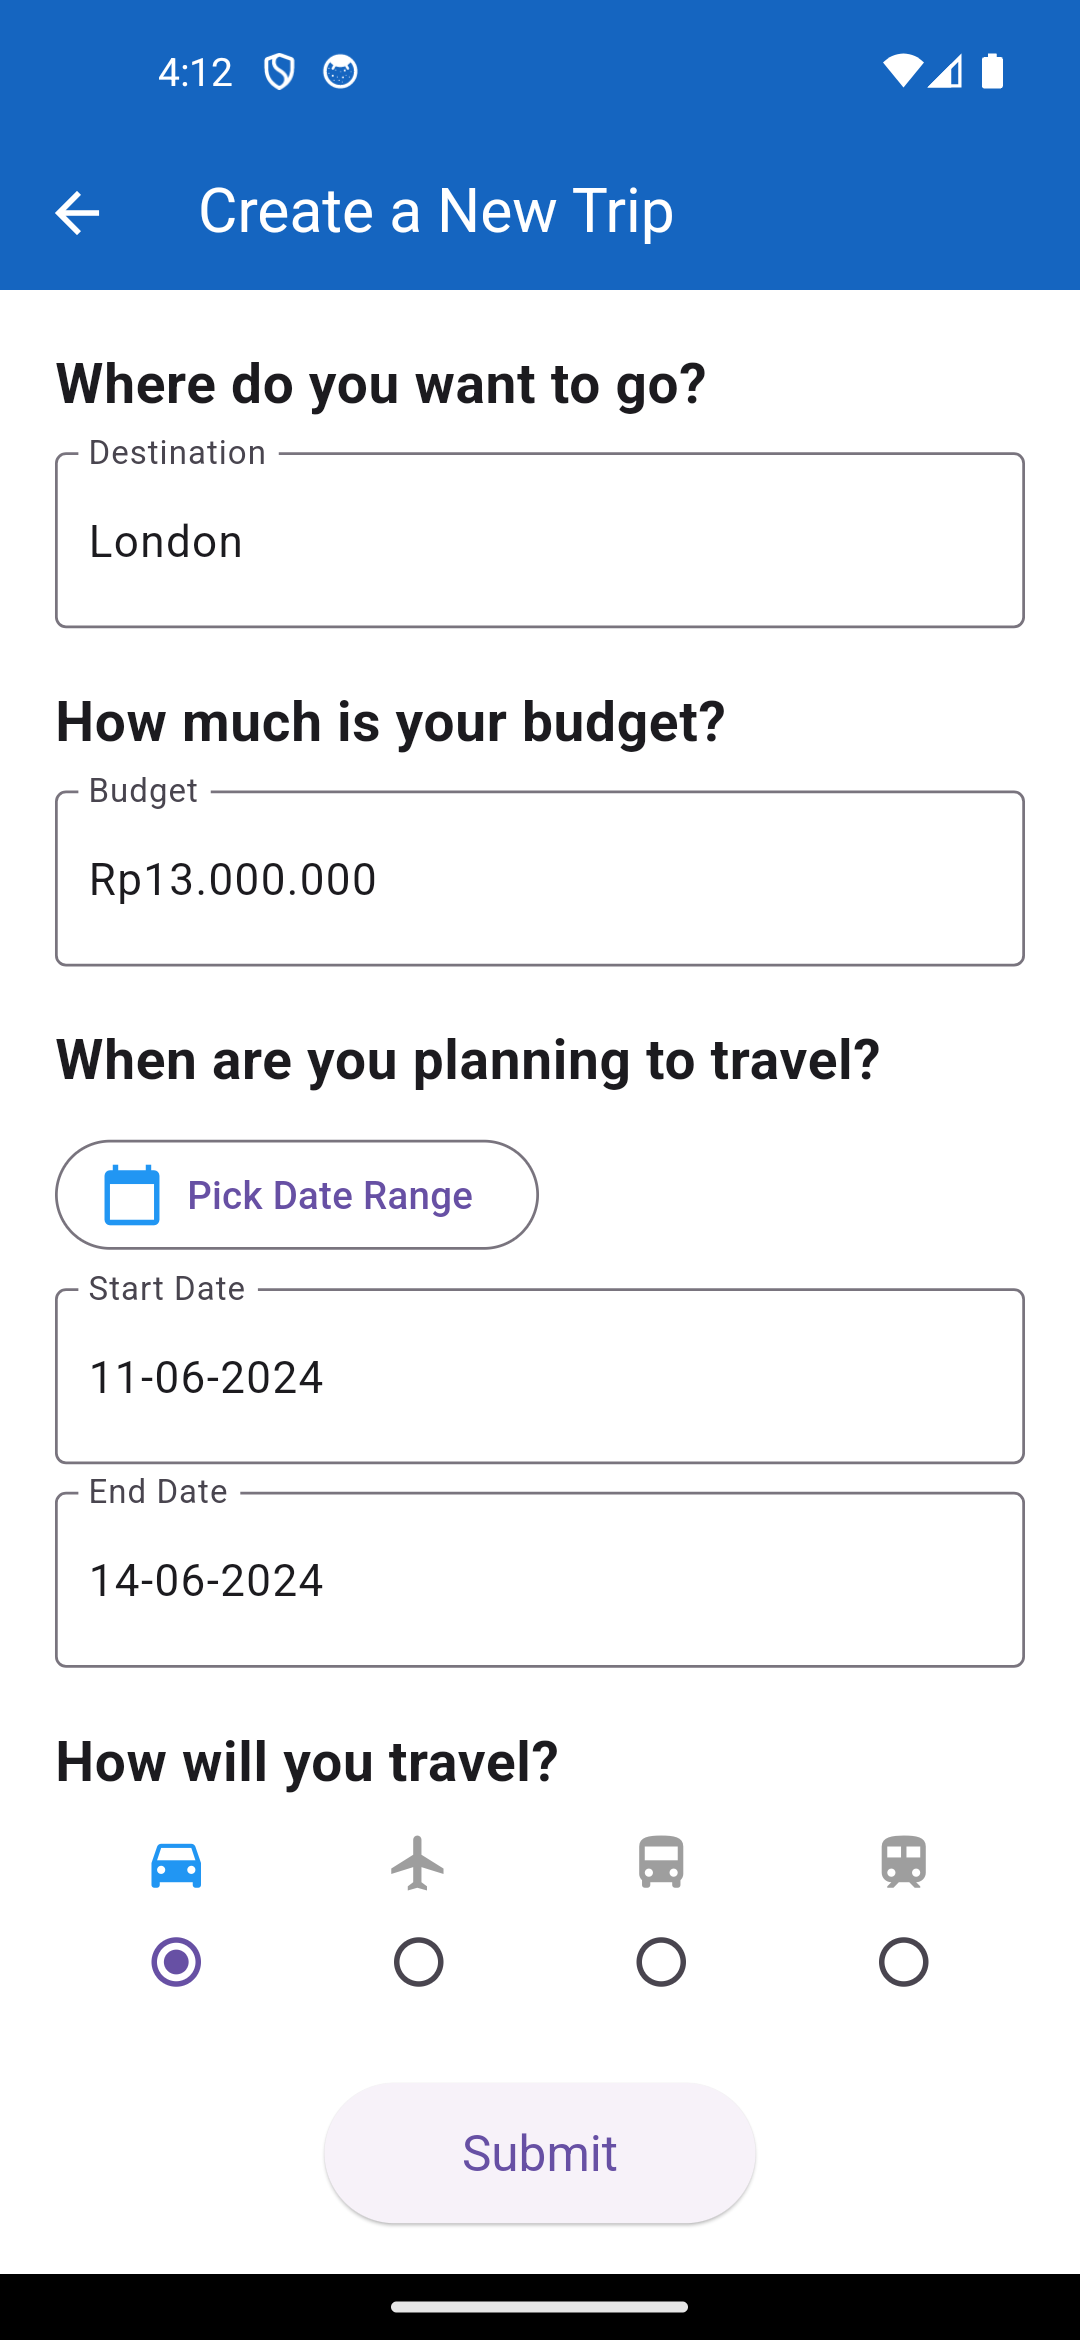 4:12
Create a New Trip
Where do you want to go?
Destination
London
How much is your budget?
Budget
Rp13.000.000
When are you planning to travel?
Pick Date Range
Start Date
11-06-2024
End Date
14-06-2024
How will you travel?
Submit